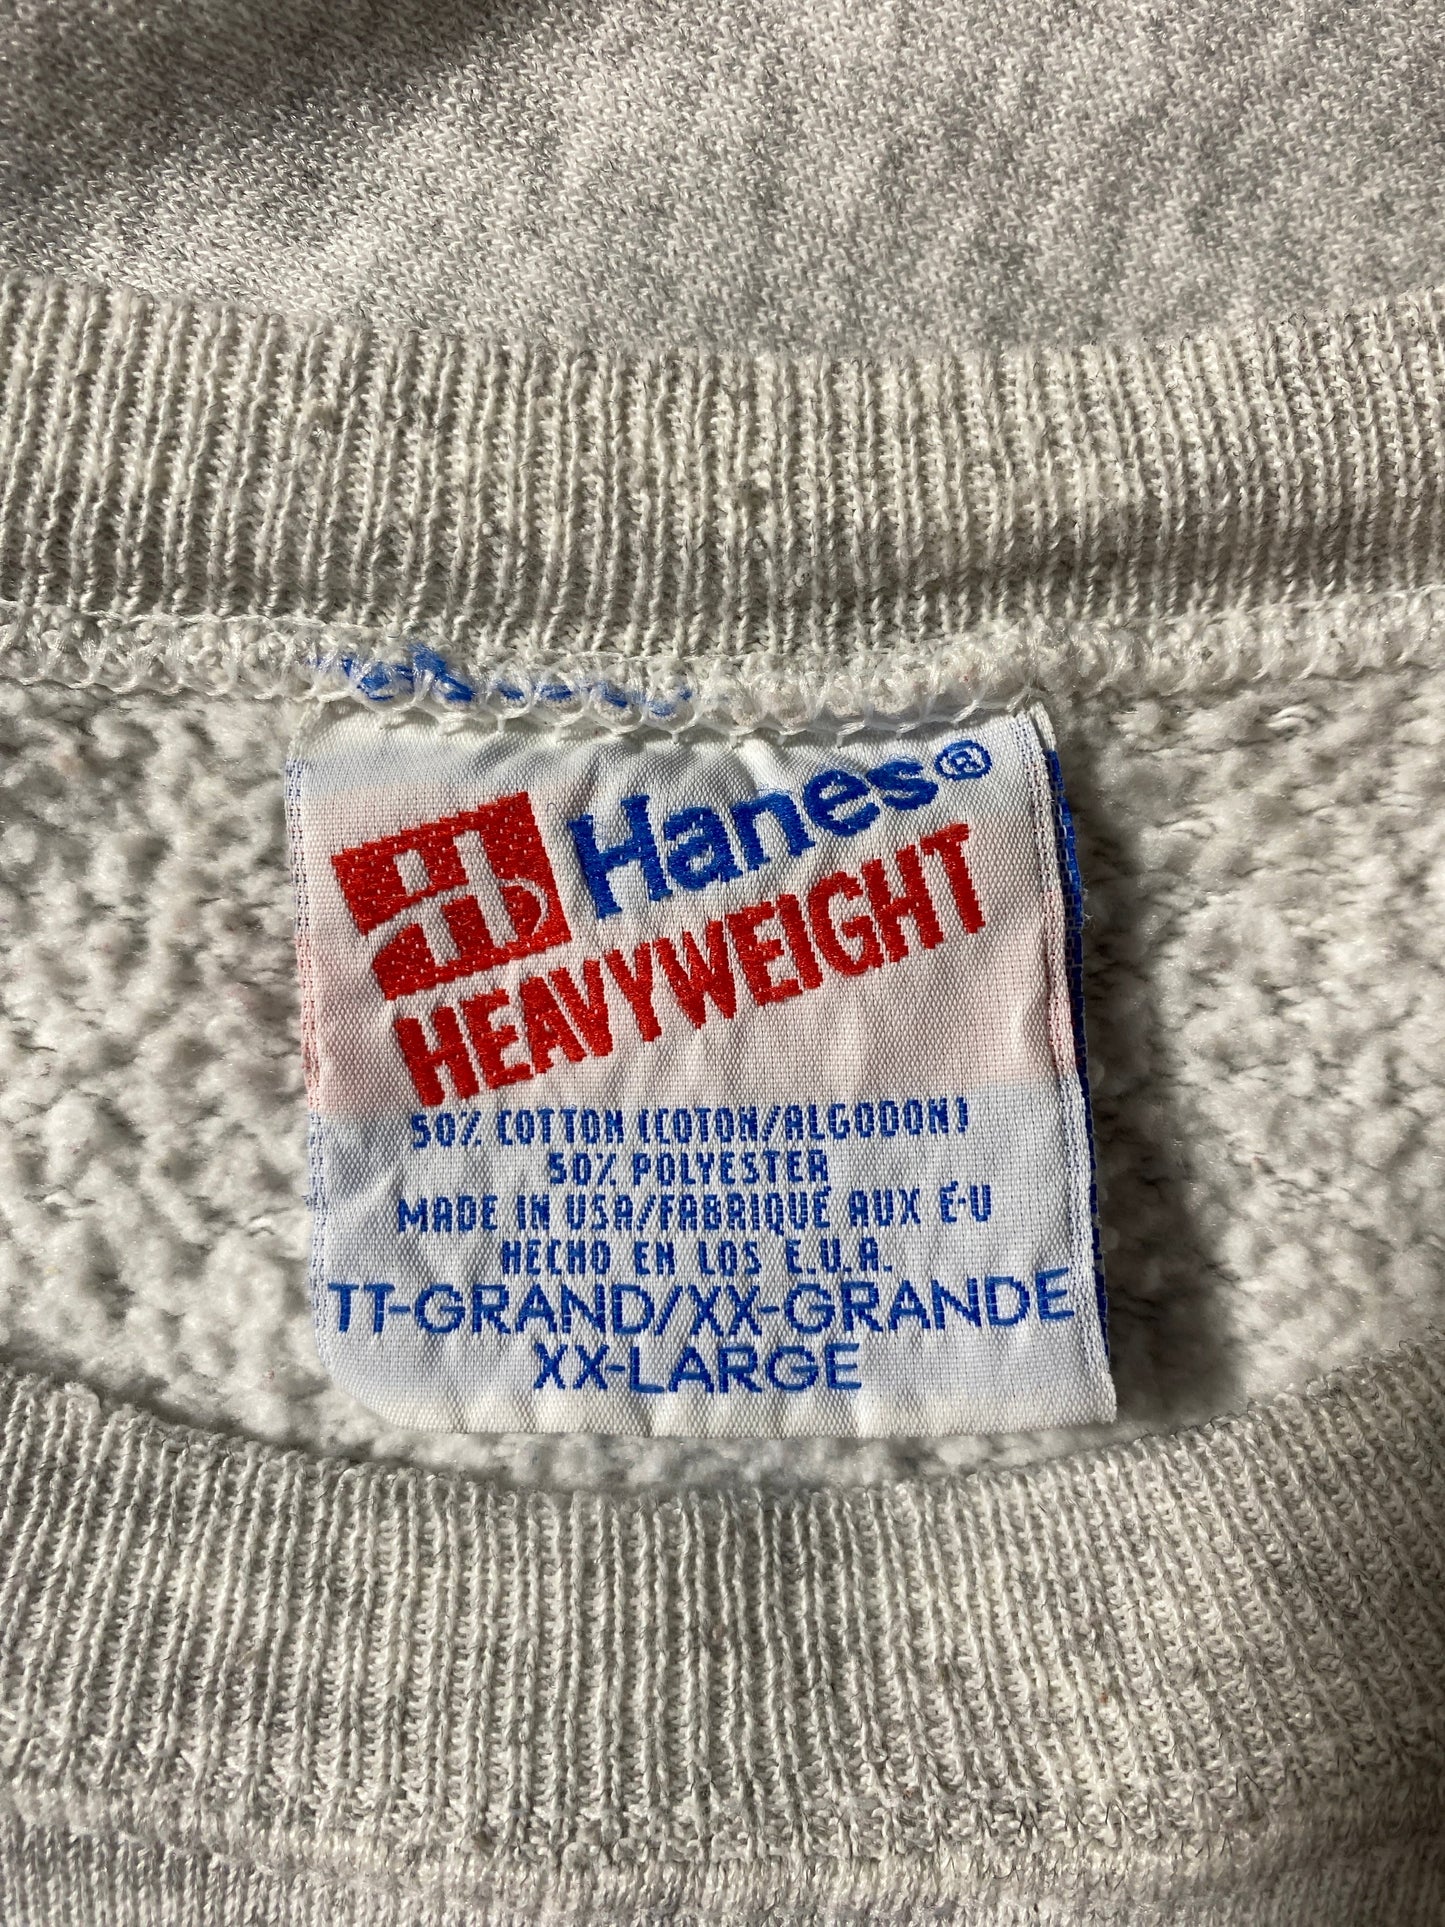 Hanes®
HEAVYWEIGHT
50% COTTON (COTON/ALGODON)
50% POLYESTER
MADE IN USA/FABRIQUÉ AUX É-U
HECHO EN LOS E.U.A.
TT-GRAND/XX-GRANDE
XX-LARGE